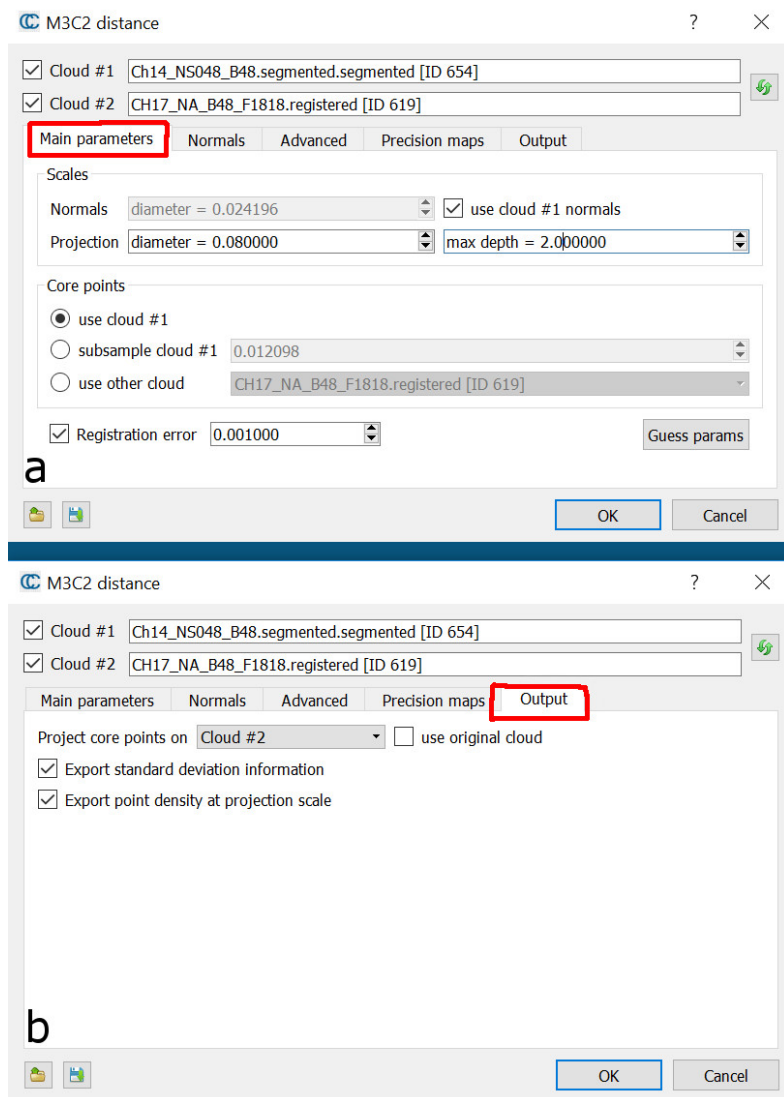 M3C2 distance
Cloud #1 Ch14_NS048_B48.segmented.segmented [ID 654]
Cloud #2 CH17_NA_B48_F1818.registered [ID 619]
Main parameters Normals Advanced Precision maps Output
Scales
Normals diameter = 0.024196 use cloud #1 normals
Projection diameter = 0.080000 max depth = 2.000000
Core points
use cloud #1
subsample cloud #1 0.012098
use other cloud CH17_NA_B48_F1818.registered [ID 619]
Registration error 0.001000 Guess params
a
OK Cancel
M3C2 distance
Cloud #1 Ch14_NS048_B48.segmented.segmented [ID 654]
Cloud #2 CH17_NA_B48_F1818.registered [ID 619]
Main parameters Normals Advanced Precision maps Output
Project core points on Cloud #2 use original cloud
Export standard deviation information
Export point density at projection scale
b
OK Cancel